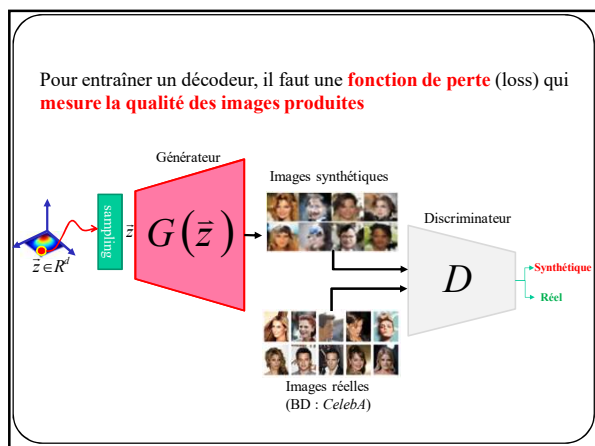 Pour entraîner un décodeur, il faut une fonction de perte (loss) qui
mesure la qualité des images produites
Générateur
Images synthétiques
Discriminateur
sampling
z⃗
G(z⃗)
z⃗ ∈ R^d
D
Synthétique
Réel
Images réelles
(BD : CelebA)